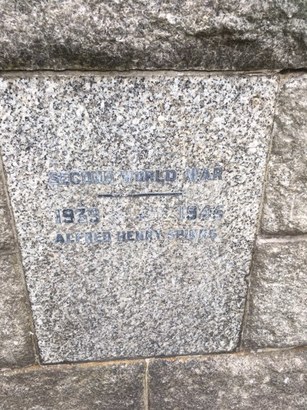 SECOND WORLD WAR
1939 - 1945
ALFRED HENRY